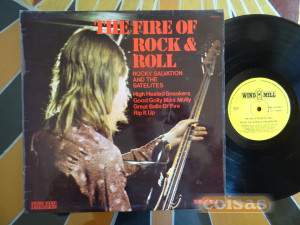 THE FIRE OF
ROCK &
ROLL
ROCKY SALVATION
AND THE
SATELITES
High Heeled Sneakers
Good Golly Miss Molly
Great Balls Of Fire
Rip It Up
WIND MILL
coisas